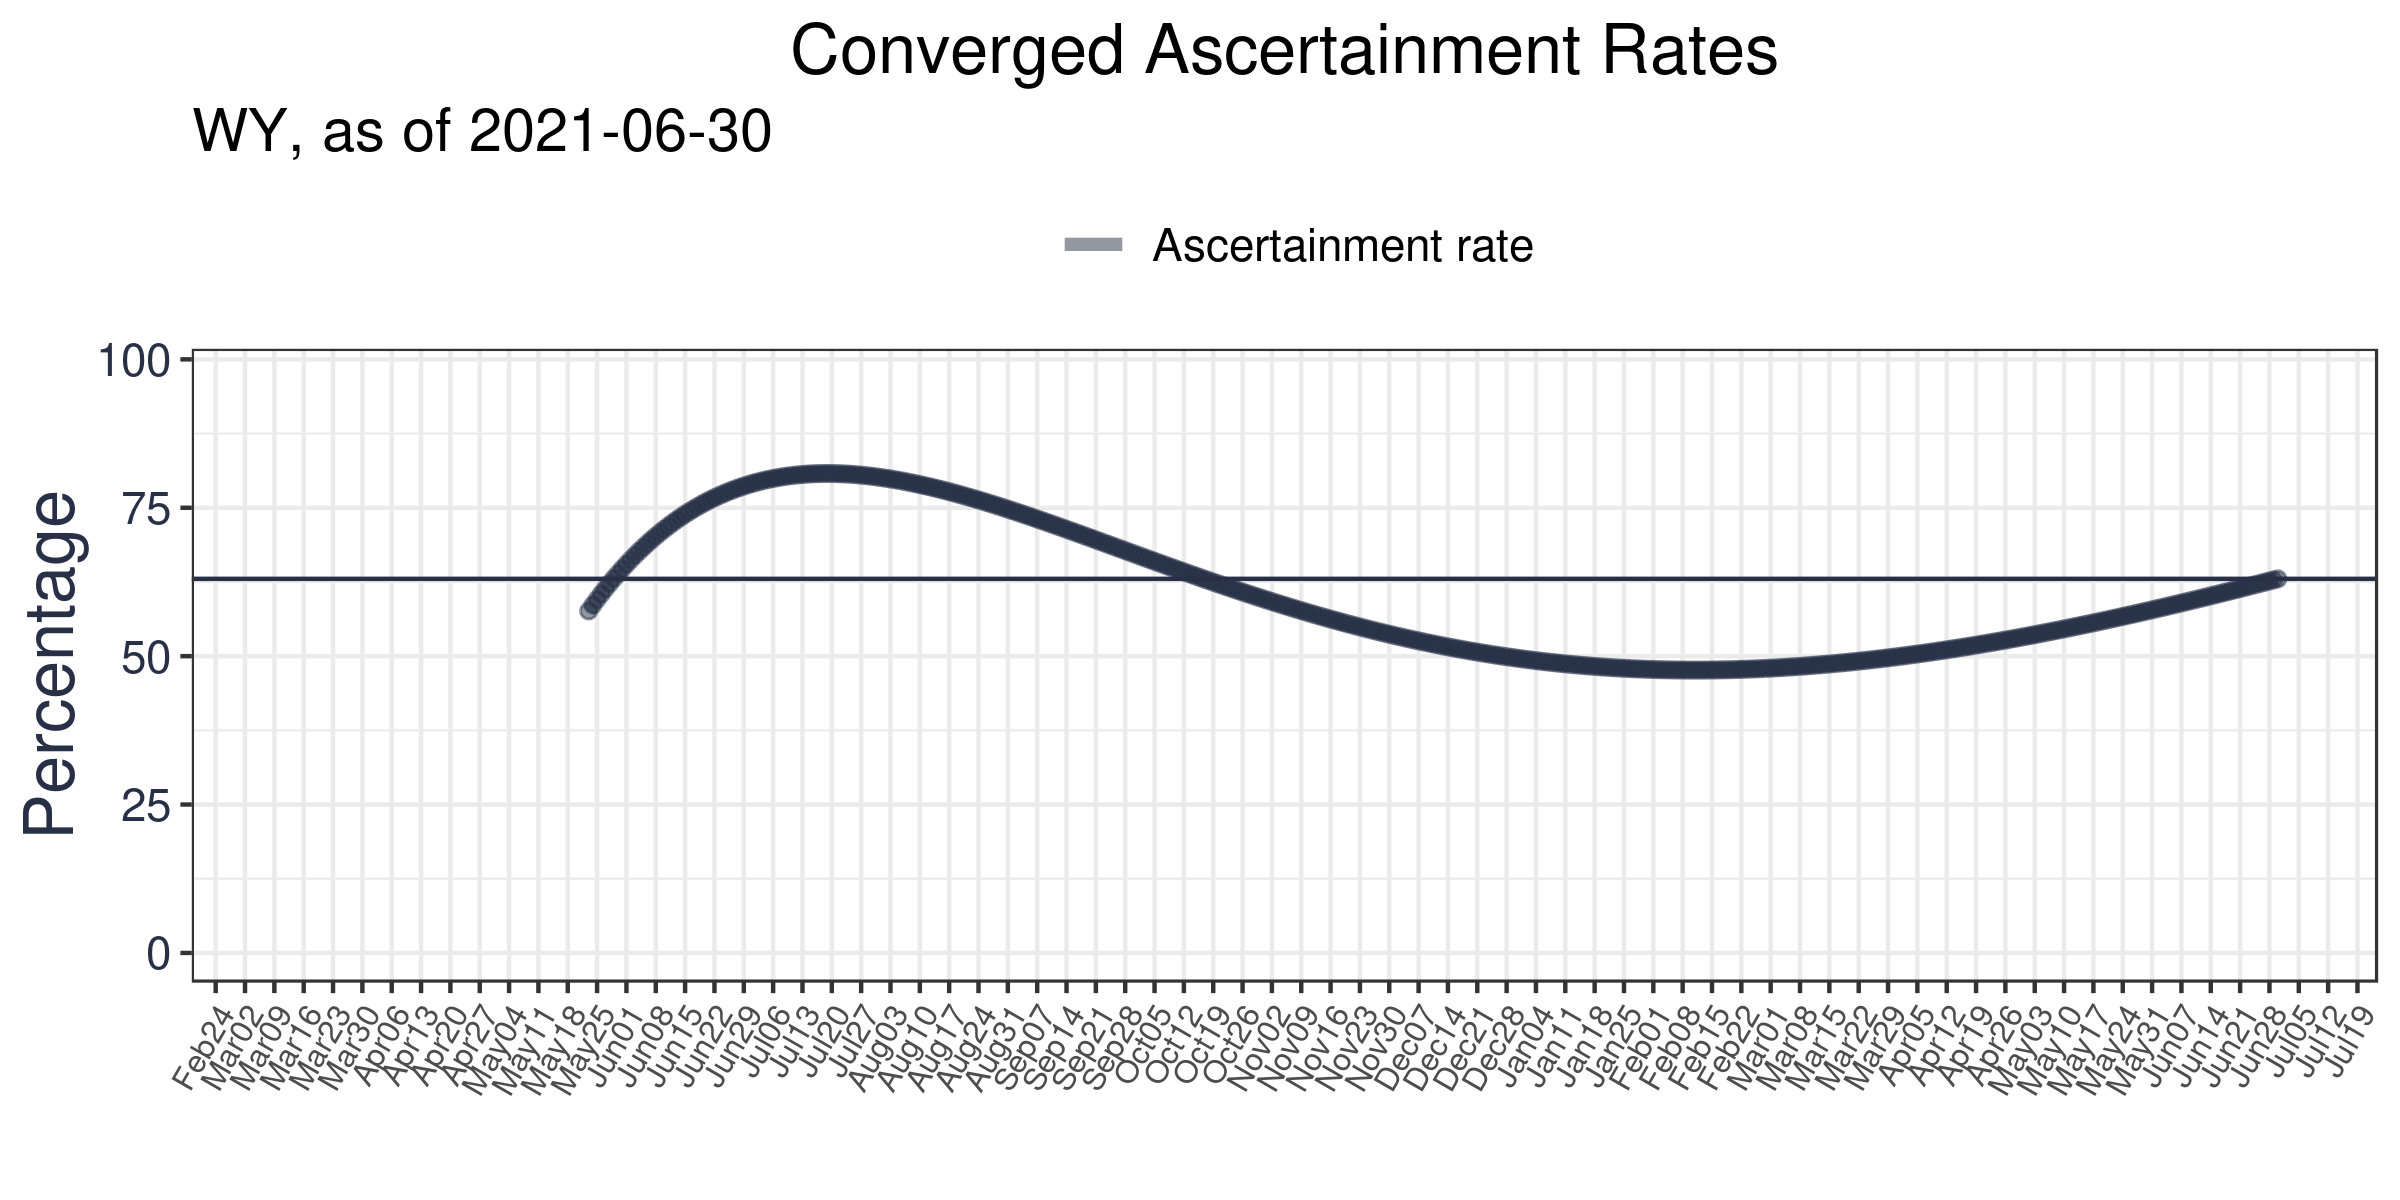 Converged Ascertainment Rates
WY, as of 2021-06-30
Ascertainment rate
Percentage
100
75
50
25
0
Feb24
Mar02
Mar09
Mar16
Mar23
Mar30
Apr06
Apr13
Apr20
Apr27
May04
May11
May18
May25
Jun01
Jun08
Jun15
Jun22
Jun29
Jul06
Jul13
Jul20
Jul27
Aug03
Aug10
Aug17
Aug24
Aug31
Sep07
Sep14
Sep21
Sep28
Oct05
Oct12
Oct19
Oct26
Nov02
Nov09
Nov16
Nov23
Nov30
Dec07
Dec14
Dec21
Dec28
Jan04
Jan11
Jan18
Jan25
Feb01
Feb08
Feb15
Feb22
Mar01
Mar08
Mar15
Mar22
Mar29
Apr05
Apr12
Apr19
Apr26
May03
May10
May17
May24
May31
Jun07
Jun14
Jun21
Jun28
Jul05
Jul12
Jul19